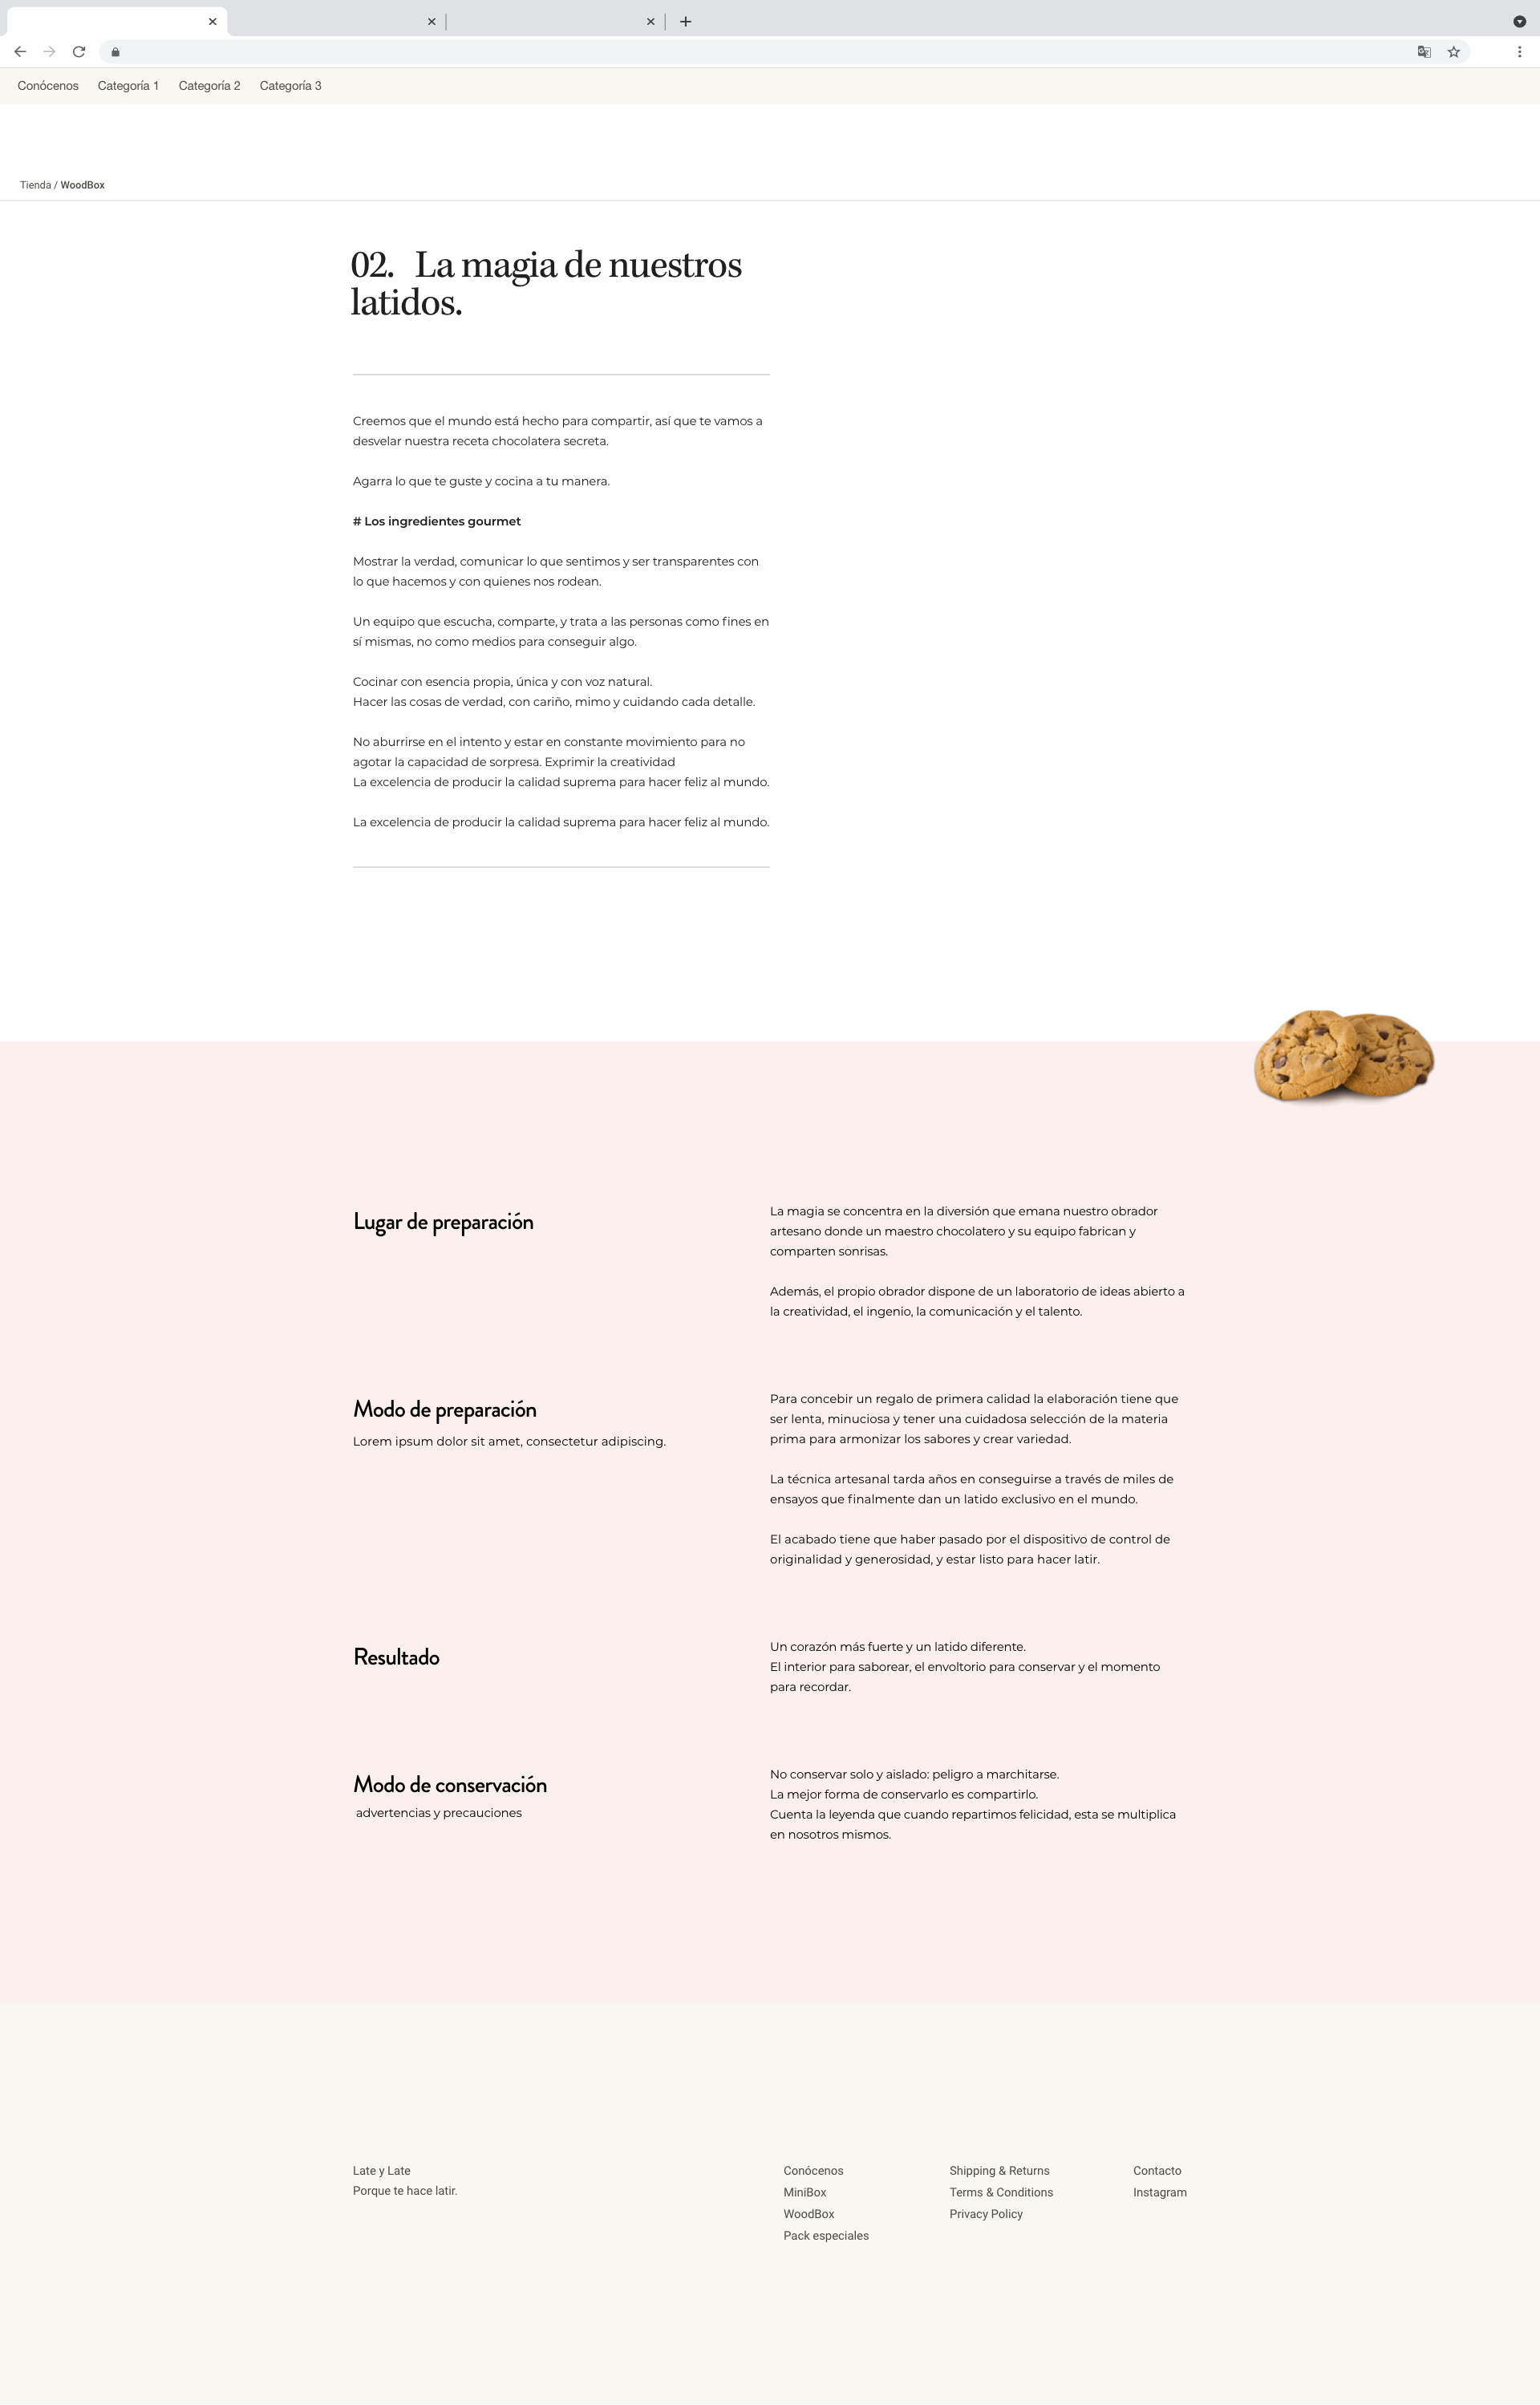 Conócenos Categoría 1 Categoría 2 Categoría 3
Tienda / WoodBox
02. La magia de nuestros
latidos.
Creemos que el mundo está hecho para compartir, así que te vamos a
desvelar nuestra receta chocolatera secreta.
Agarra lo que te guste y cocina a tu manera.
# Los ingredientes gourmet
Mostrar la verdad, comunicar lo que sentimos y ser transparentes con
lo que hacemos y con quienes nos rodean.
Un equipo que escucha, comparte, y trata a las personas como fines en
sí mismas, no como medios para conseguir algo.
Cocinar con esencia propia, única y con voz natural.
Hacer las cosas de verdad, con cariño, mimo y cuidando cada detalle.
No aburrirse en el intento y estar en constante movimiento para no
agotar la capacidad de sorpresa. Exprimir la creatividad
La excelencia de producir la calidad suprema para hacer feliz al mundo.
La excelencia de producir la calidad suprema para hacer feliz al mundo.
Lugar de preparación
La magia se concentra en la diversión que emana nuestro obrador
artesano donde un maestro chocolatero y su equipo fabrican y
comparten sonrisas.
Además, el propio obrador dispone de un laboratorio de ideas abierto a
la creatividad, el ingenio, la comunicación y el talento.
Modo de preparación
Lorem ipsum dolor sit amet, consectetur adipiscing.
Para concebir un regalo de primera calidad la elaboración tiene que
ser lenta, minuciosa y tener una cuidadosa selección de la materia
prima para armonizar los sabores y crear variedad.
La técnica artesanal tarda años en conseguirse a través de miles de
ensayos que finalmente dan un latido exclusivo en el mundo.
El acabado tiene que haber pasado por el dispositivo de control de
originalidad y generosidad, y estar listo para hacer latir.
Resultado
Un corazón más fuerte y un latido diferente.
El interior para saborear, el envoltorio para conservar y el momento
para recordar.
Modo de conservación
advertencias y precauciones
No conservar solo y aislado: peligro a marchitarse.
La mejor forma de conservarlo es compartirlo.
Cuenta la leyenda que cuando repartimos felicidad, esta se multiplica
en nosotros mismos.
Late y Late
Porque te hace latir.
Conócenos
MiniBox
WoodBox
Pack especiales
Shipping & Returns
Terms & Conditions
Privacy Policy
Contacto
Instagram